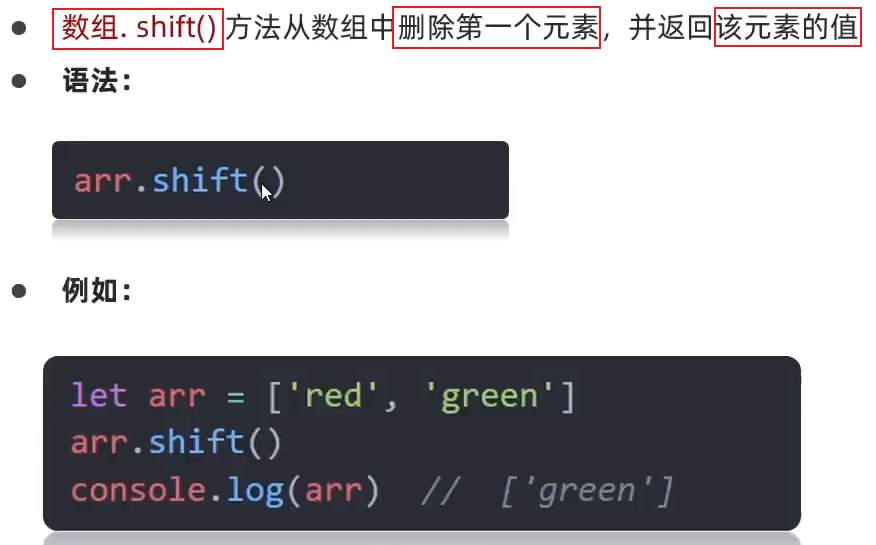 数组. shift() 方法从数组中删除第一个元素，并返回该元素的值
语法：
arr.shift()
例如：
let arr = ['red', 'green']
arr.shift()
console.log(arr)  //  ['green']